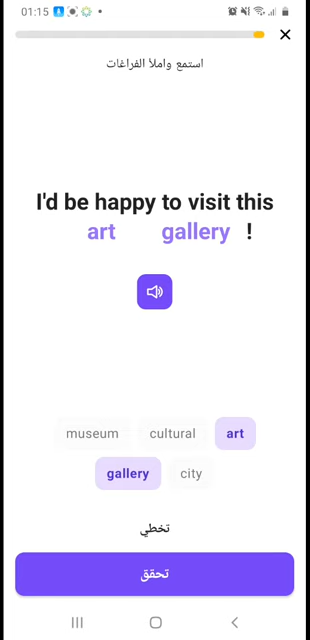 01:15
استمع واملأ الفراغات
I'd be happy to visit this
art gallery !
museum cultural art
gallery city
تخطي
تحقق